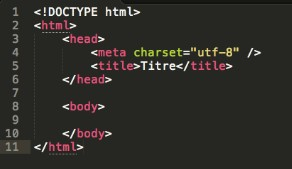 1 <!DOCTYPE html>
2 <html>
3 <head>
4 <meta charset="utf-8" />
5 <title>Titre</title>
6 </head>
7
8 <body>
9
10 </body>
11 </html>